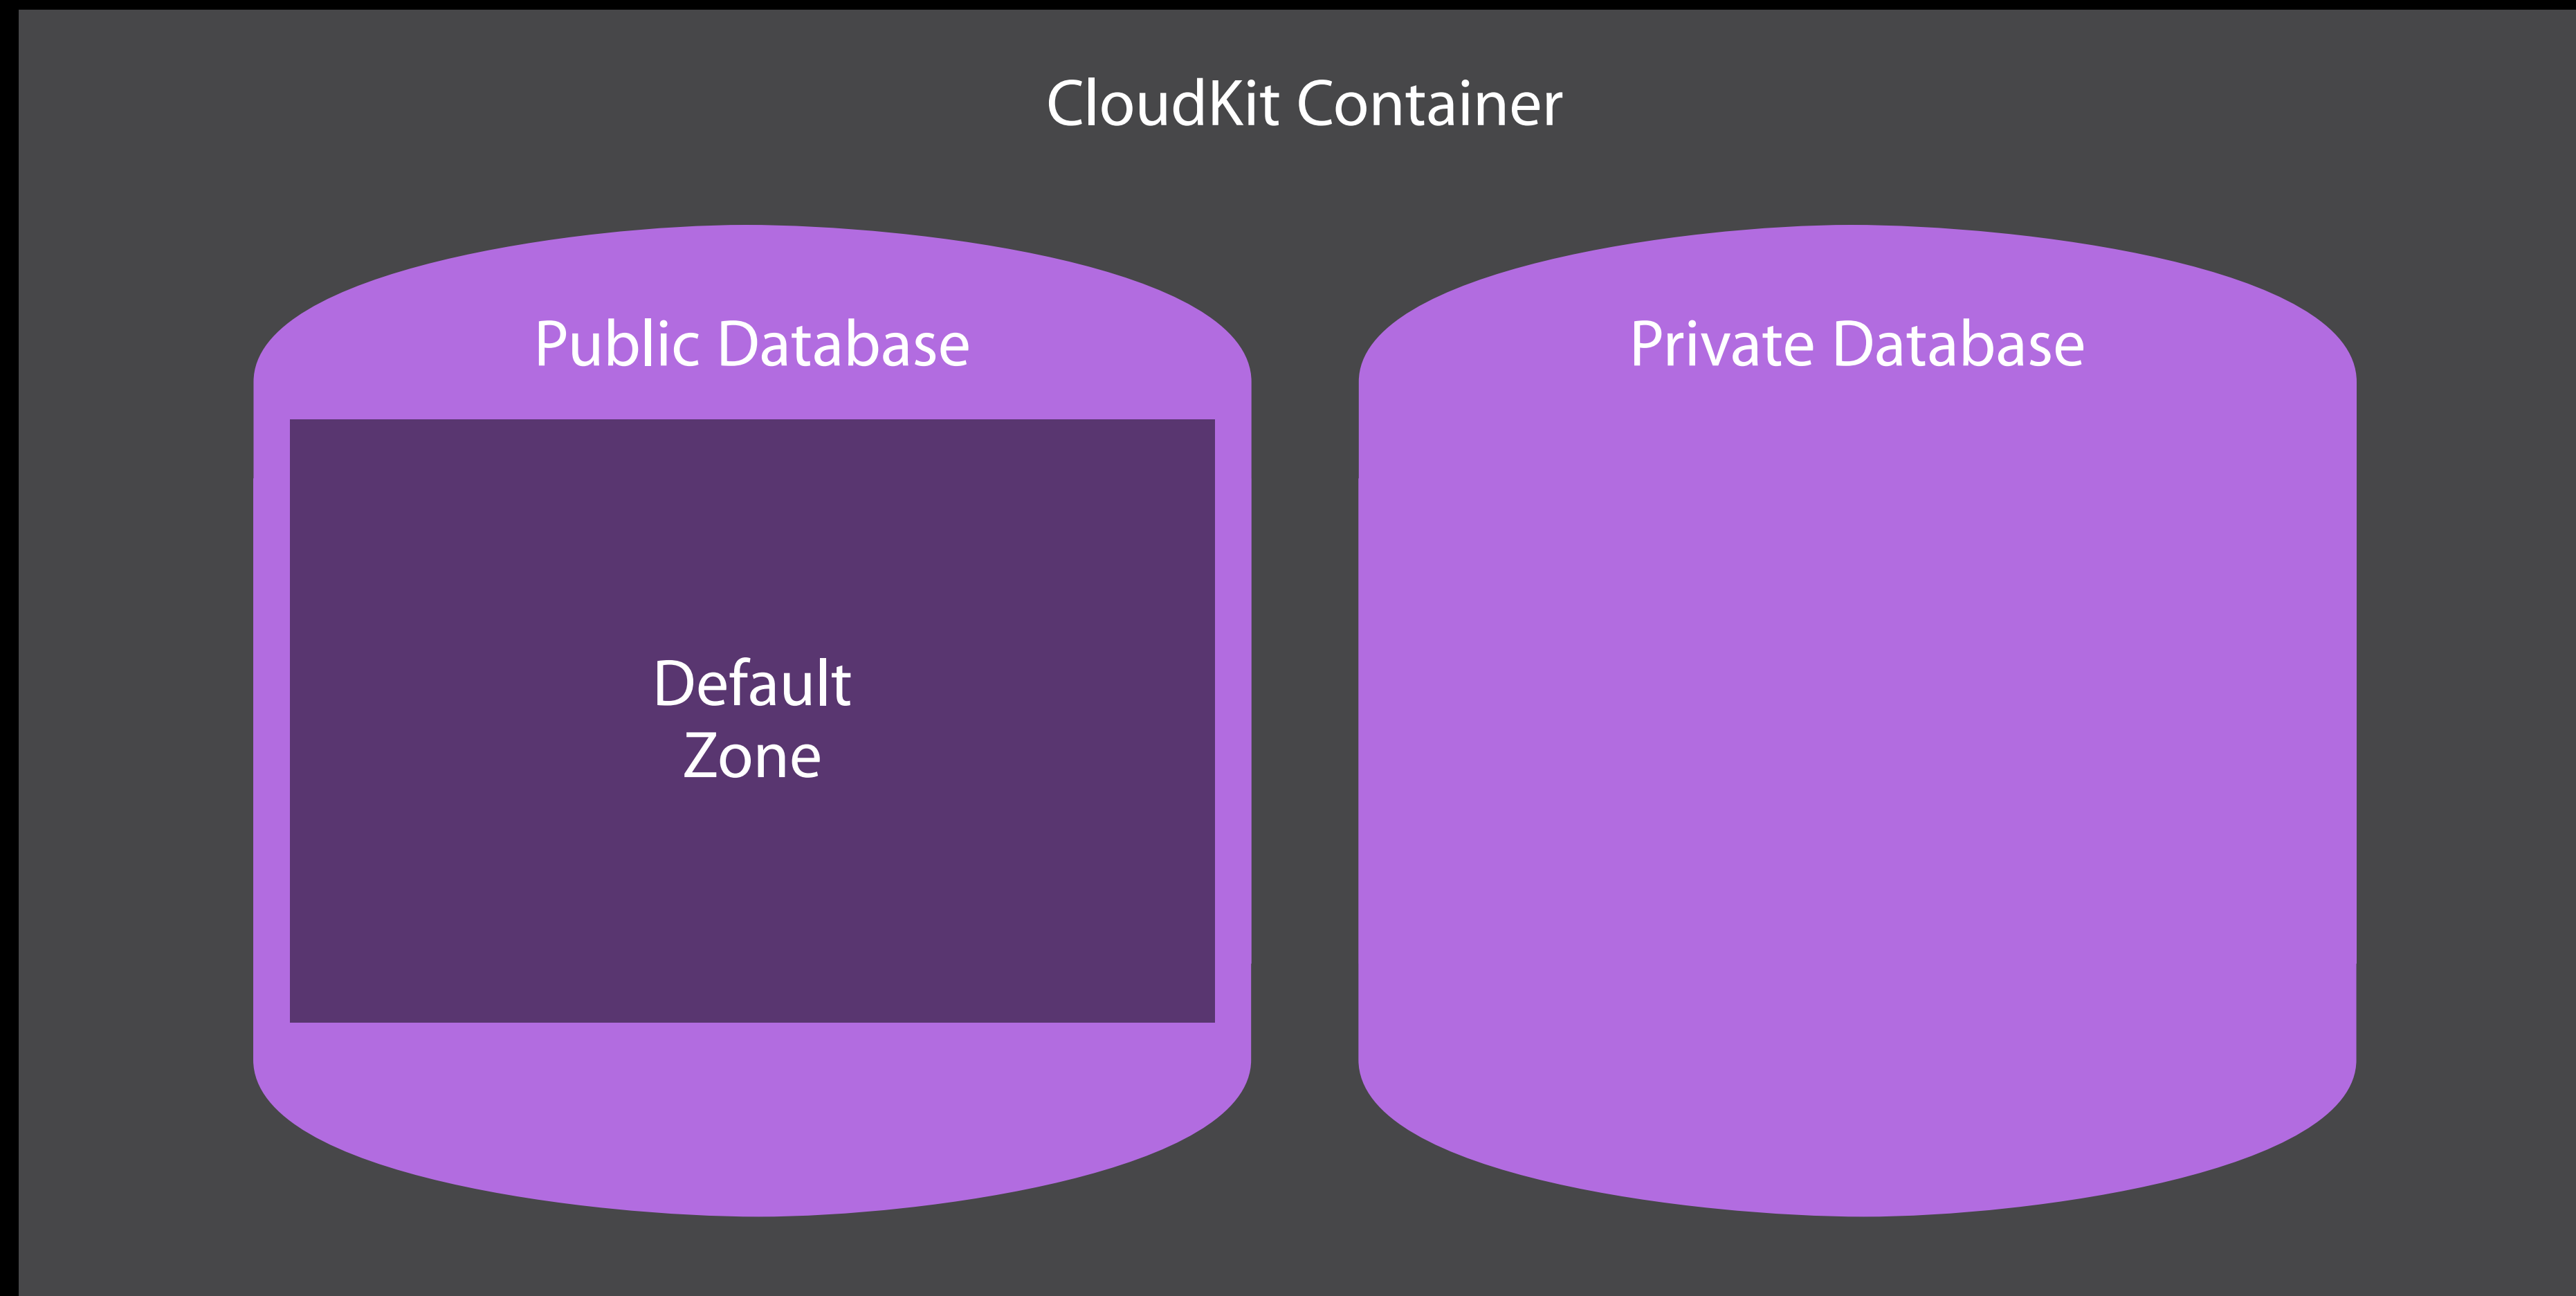 CloudKit Container
Public Database
Private Database
Default
Zone